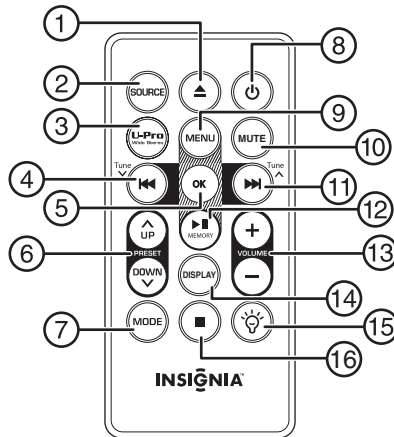 1
2
8
SOURCE
3
9
U-Pro
Wide Stereo
MENU
MUTE
10
Tune
Tune
4
OK
11
5
12
UP
MEMORY
+
6
PRESET
VOLUME
13
DOWN
DISPLAY
−
14
7
MODE
15
16
INSIGNIA